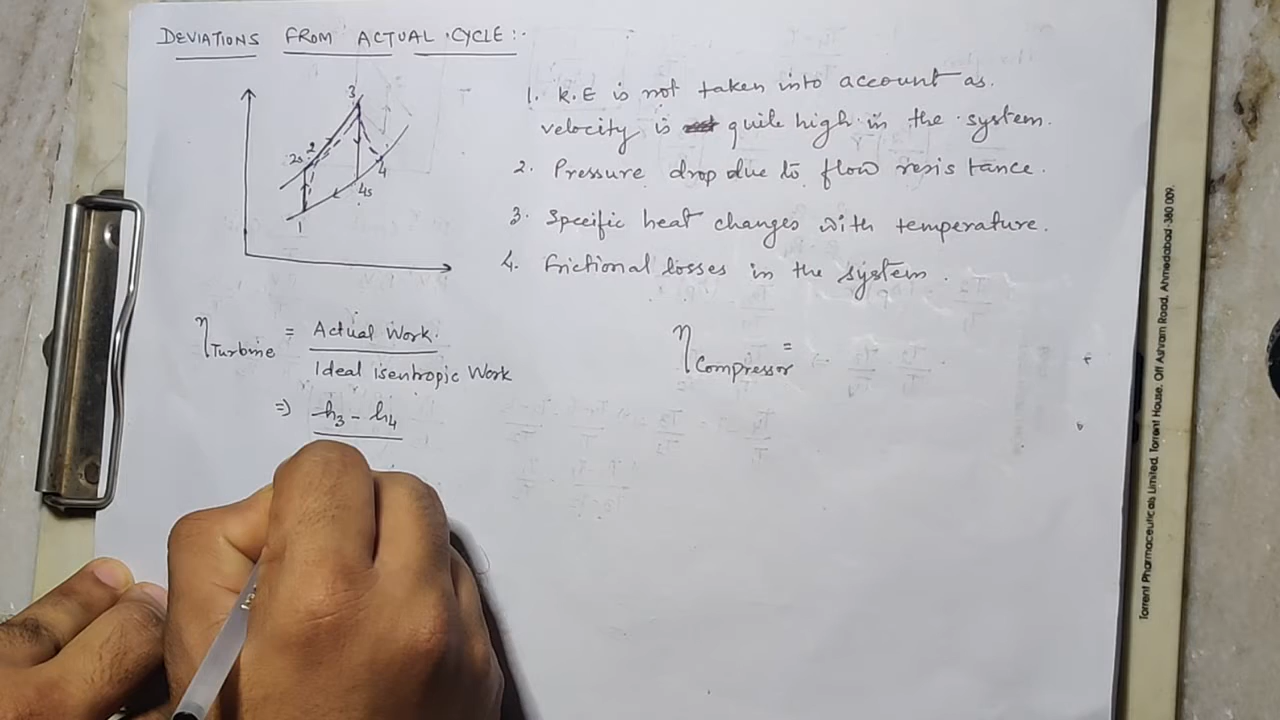 DEVIATIONS FROM ACTUAL CYCLE:-
3
2s 2
4
4s
1
1. K.E is not taken into account as.
velocity is quite high in the system.
2. Pressure drop due to flow resistance.
3. Specific heat changes with temperature.
4. Frictional losses in the system.
η Turbine = Actual Work.
Ideal isentropic Work
=> h3 - h4
η Compressor =
Torrent Pharmaceuticals Limited, Torrent House, Off Ashram Road, Ahmedabad-380 009.